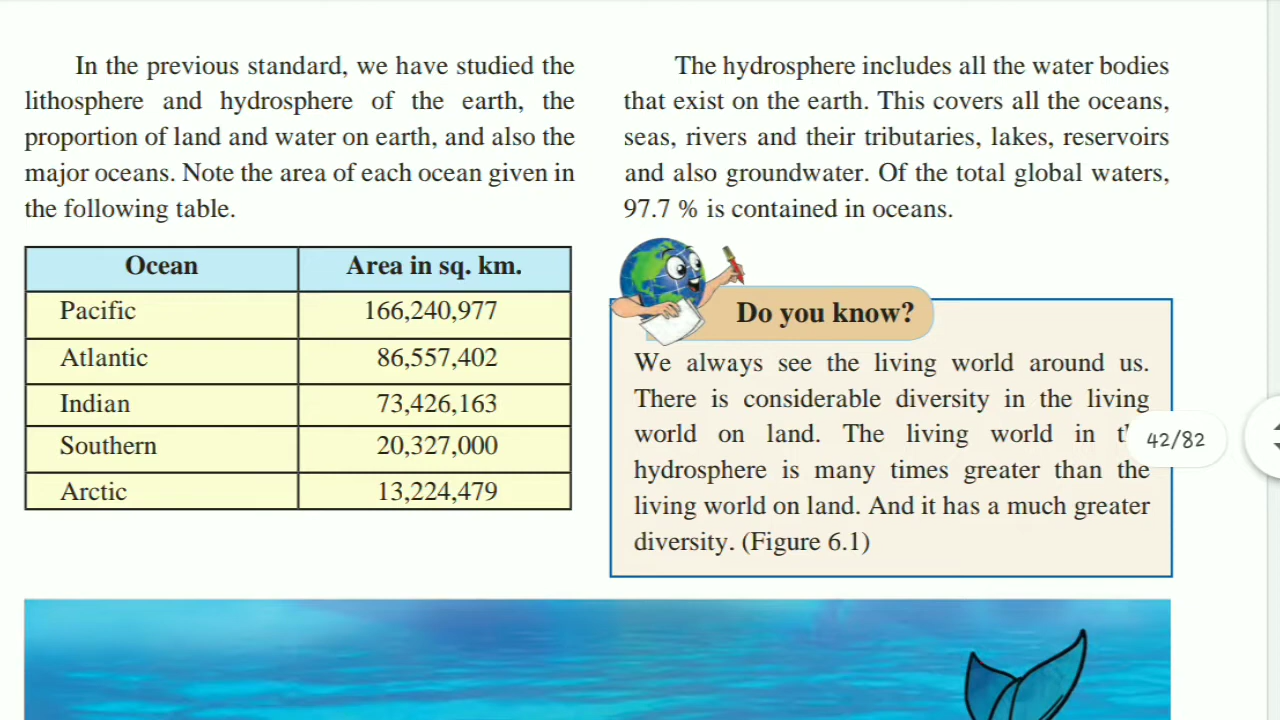 In the previous standard, we have studied the
lithosphere and hydrosphere of the earth, the
proportion of land and water on earth, and also the
major oceans. Note the area of each ocean given in
the following table.
Ocean Area in sq. km.
Pacific 166,240,977
Atlantic 86,557,402
Indian 73,426,163
Southern 20,327,000
Arctic 13,224,479
The hydrosphere includes all the water bodies
that exist on the earth. This covers all the oceans,
seas, rivers and their tributaries, lakes, reservoirs
and also groundwater. Of the total global waters,
97.7 % is contained in oceans.
Do you know?
We always see the living world around us.
There is considerable diversity in the living
world on land. The living world in
hydrosphere is many times greater than the
living world on land. And it has a much greater
diversity. (Figure 6.1)
42/82